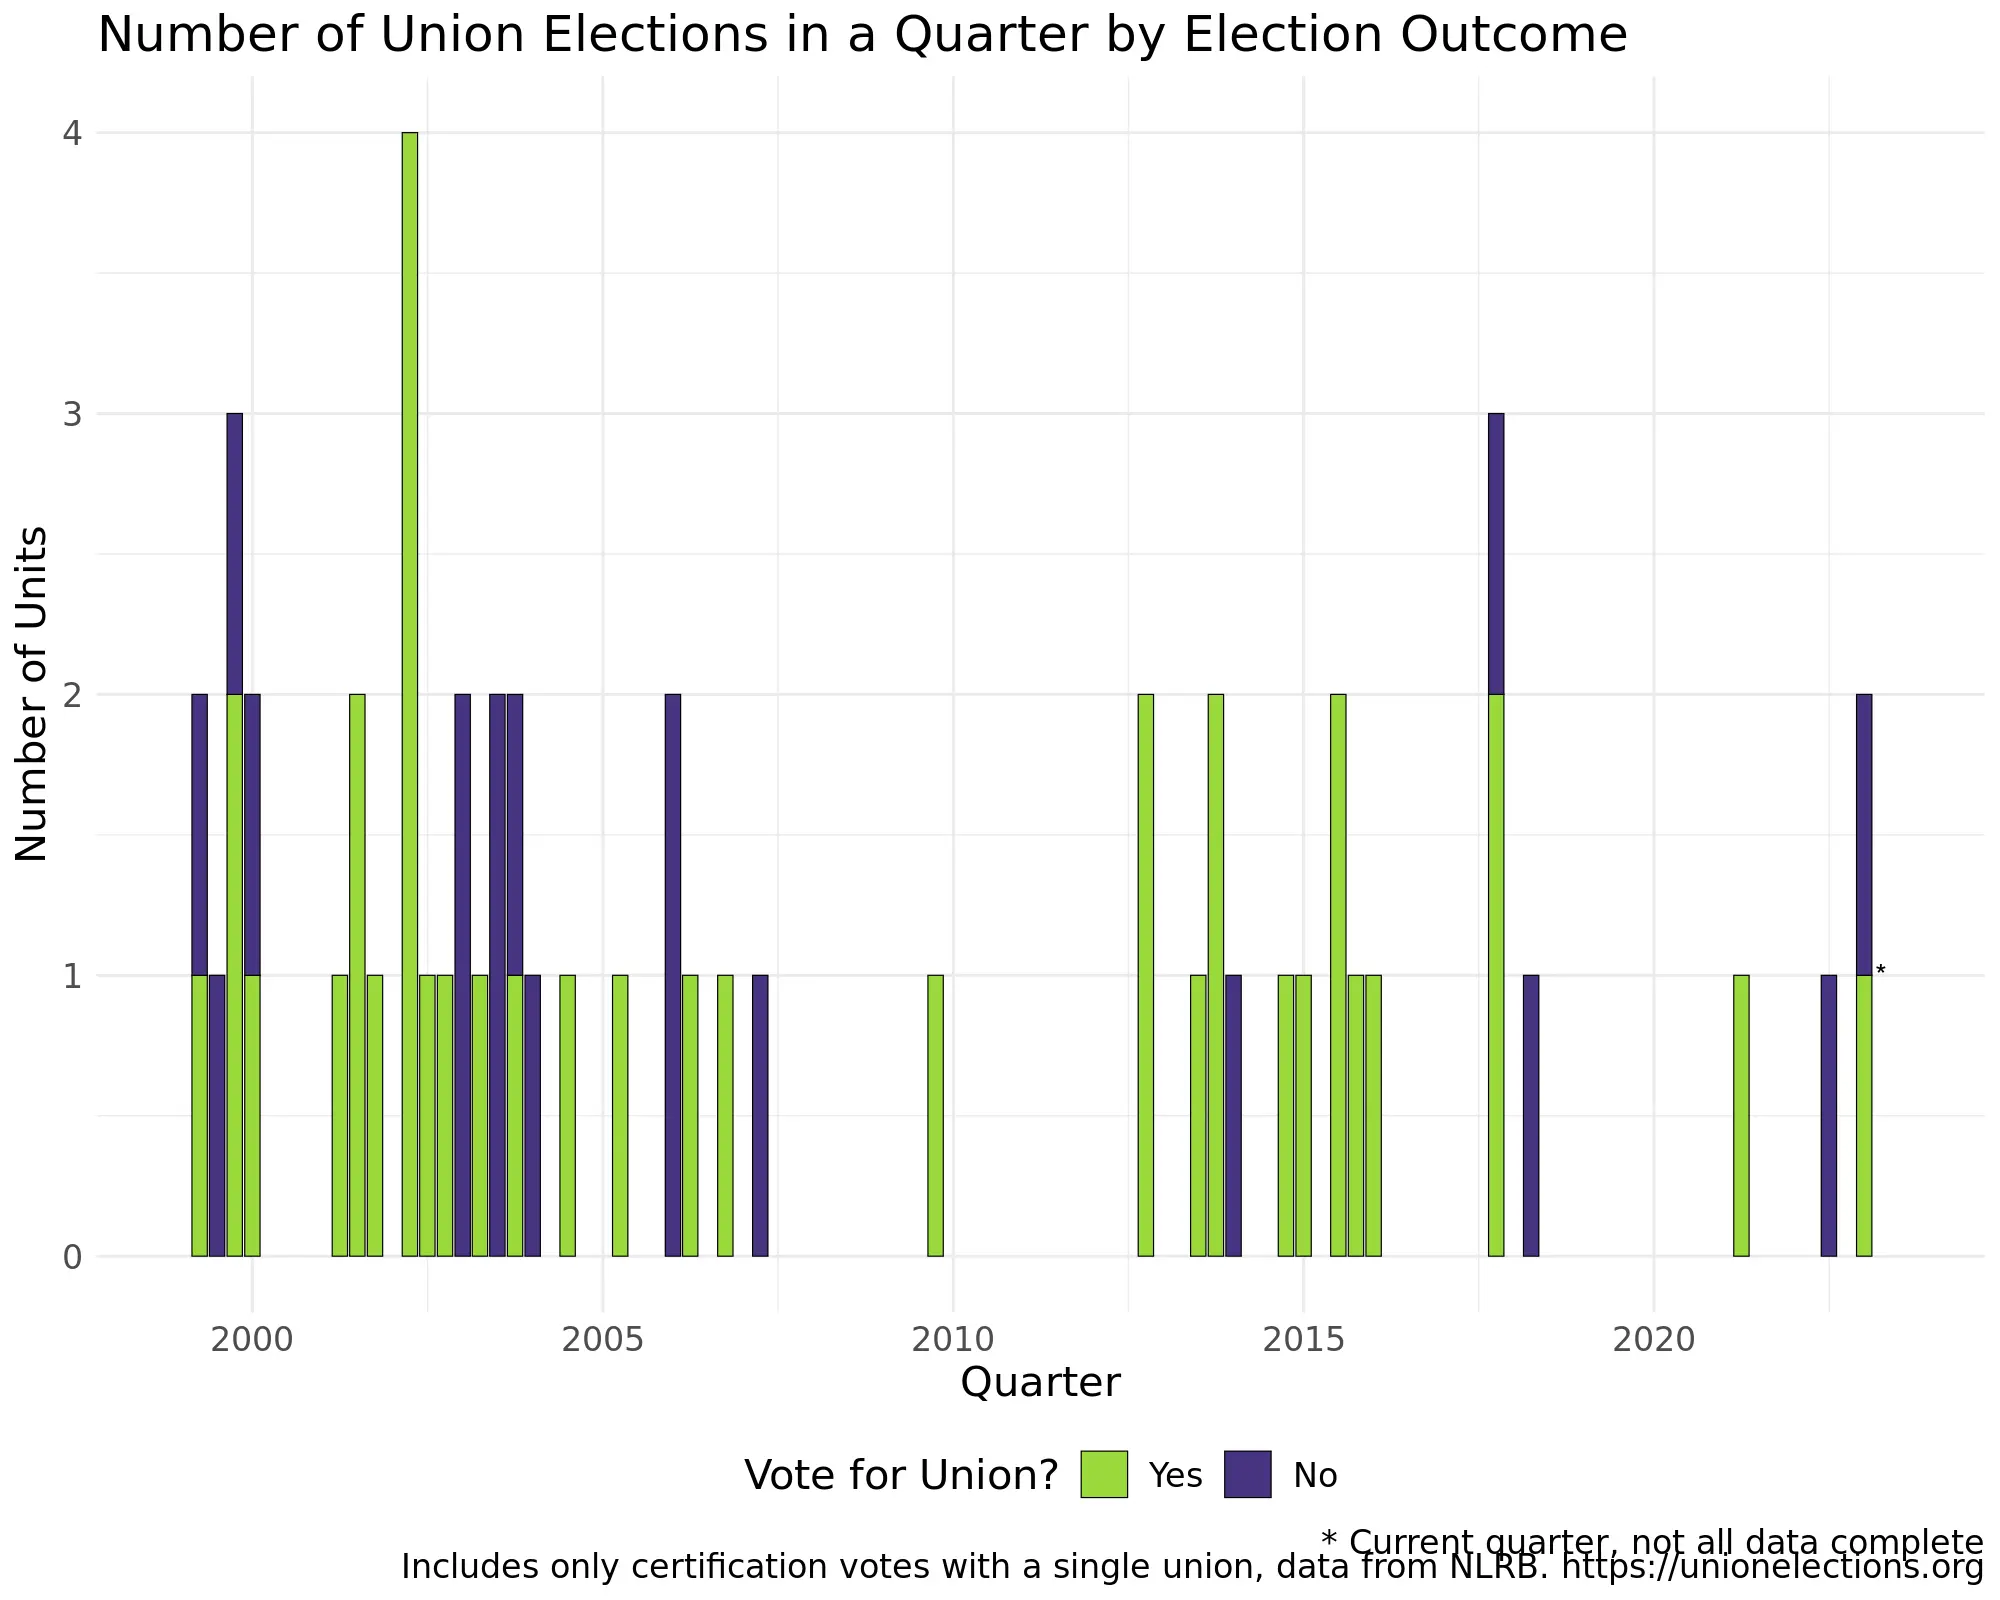 Number of Union Elections in a Quarter by Election Outcome
Number of Units
4
3
2
1
0
*
2000 2005 2010 2015 2020
Quarter
Vote for Union? Yes No
* Current quarter, not all data complete
Includes only certification votes with a single union, data from NLRB. https://unionelections.org